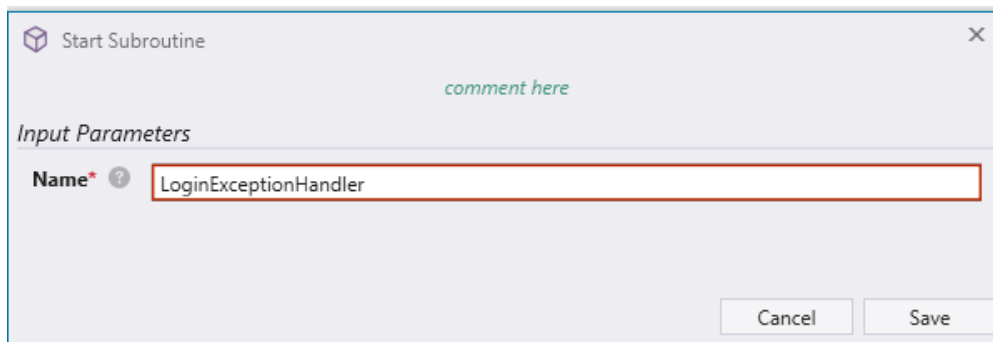 Start Subroutine
comment here
Input Parameters
Name* ?
LoginExceptionHandler
Cancel Save